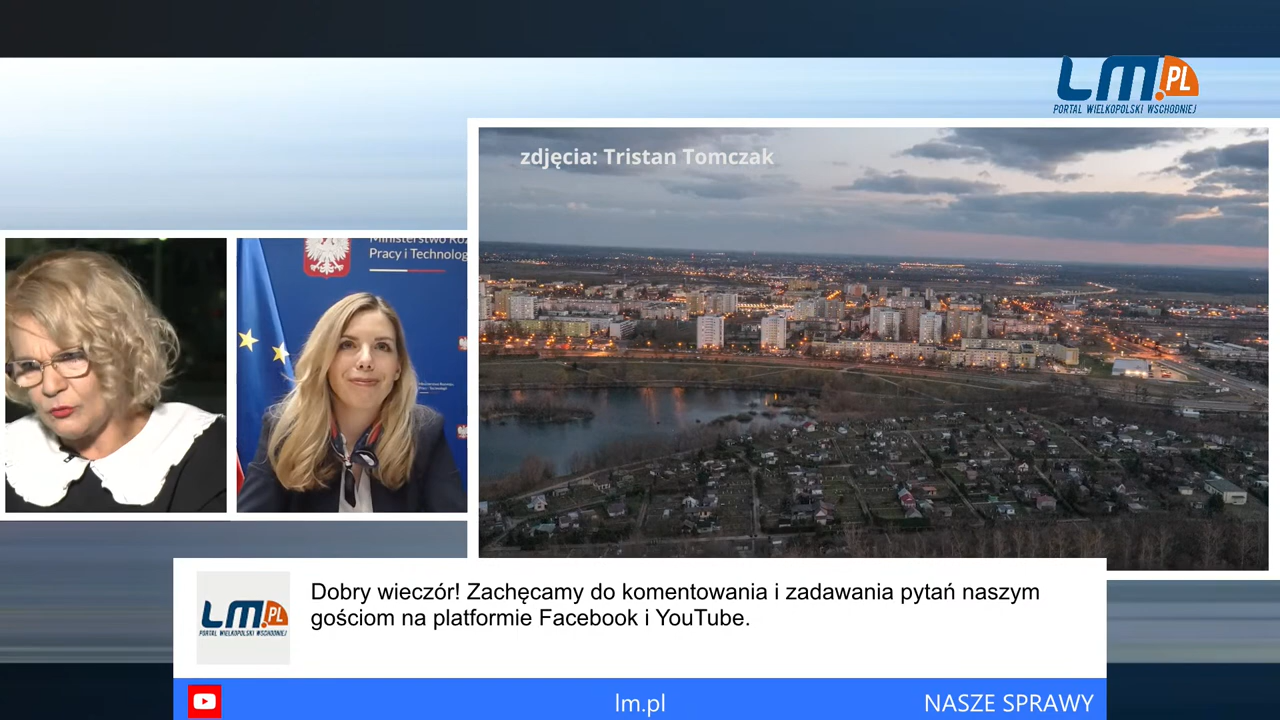 LM.PL
PORTAL WIELKOPOLSKI WSCHODNIEJ
zdjęcia: Tristan Tomczak
Ministerstwo Roz
Pracy i Technolog
LM.PL
PORTAL WIELKOPOLSKI WSCHODNIEJ
Dobry wieczór! Zachęcamy do komentowania i zadawania pytań naszym
gościom na platformie Facebook i YouTube.
lm.pl
NASZE SPRAWY